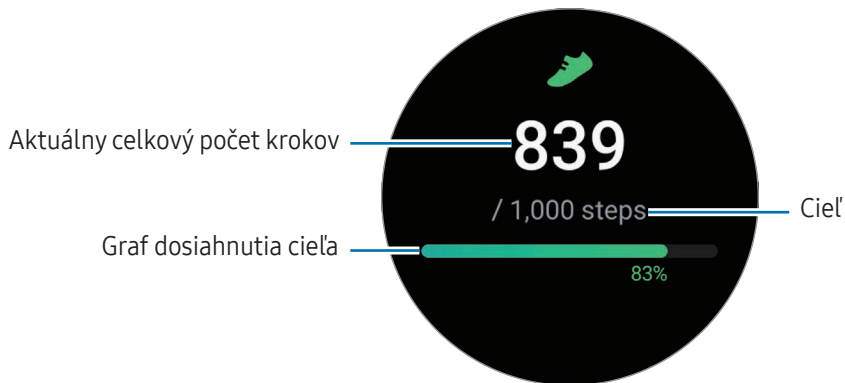 839
Aktuálny celkový počet krokov
/ 1,000 steps
Cieľ
Graf dosiahnutia cieľa
83%